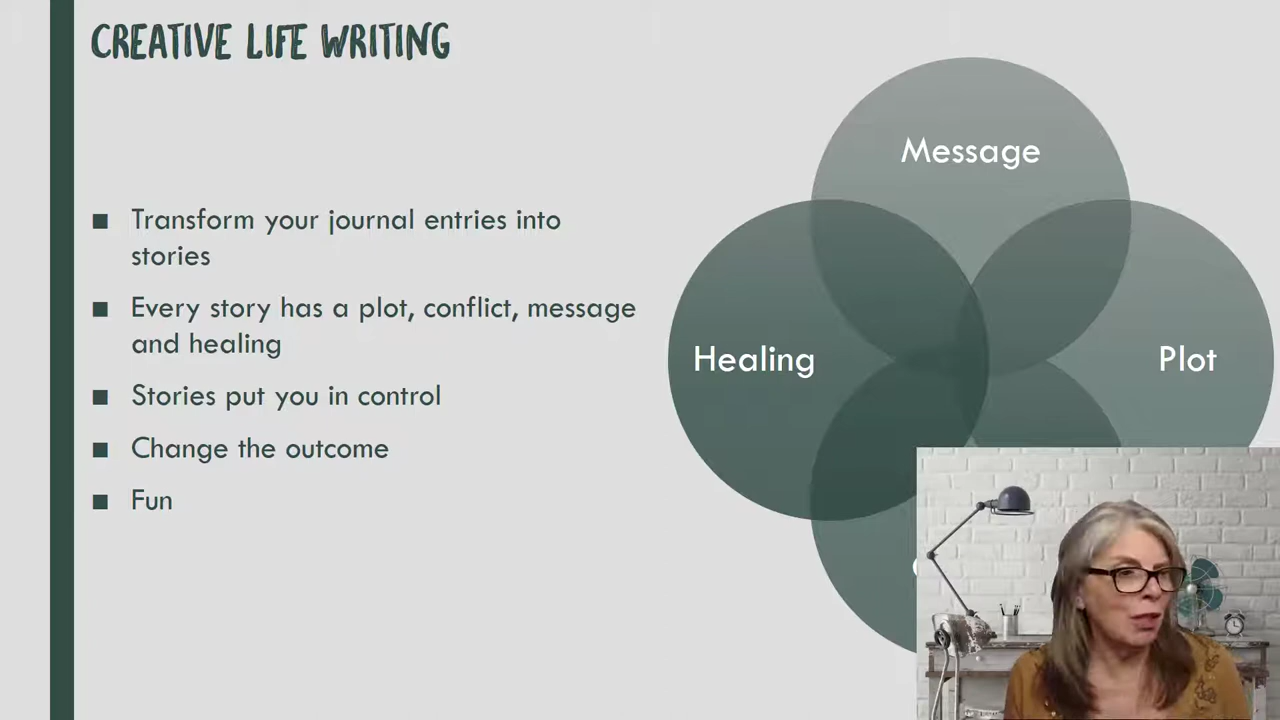 CREATIVE LIFE WRITING
Transform your journal entries into
stories
Every story has a plot, conflict, message
and healing
Stories put you in control
Change the outcome
Fun
Message
Healing
Plot